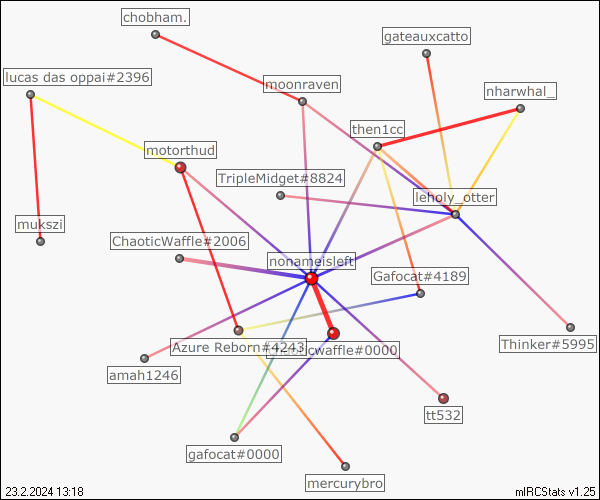 chobham.
gateauxcatto
lucas das oppai#2396
moonraven
nharwhal_
then1cc
motorthud
TripleMidget#8824
leholy_otter
mukszi
ChaoticWaffle#2006
nonameisleft
Gafocat#4189
Azure Reborn#4243
icwaffle#0000
Thinker#5995
amah1246
tt532
gafocat#0000
mercurybro
23.2.2024 13:18
mIRCStats v1.25